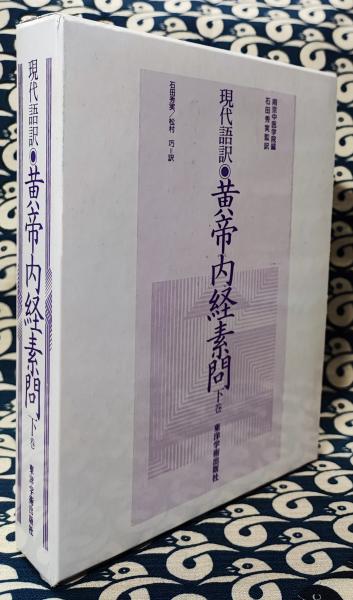 南京中医学院編
石田秀実監訳
現代語訳◉黄帝内経素問 下巻
石田秀実/松村 巧=訳
東洋学術出版社
現代語訳◉黄帝内経素問 下巻
東洋学術出版社